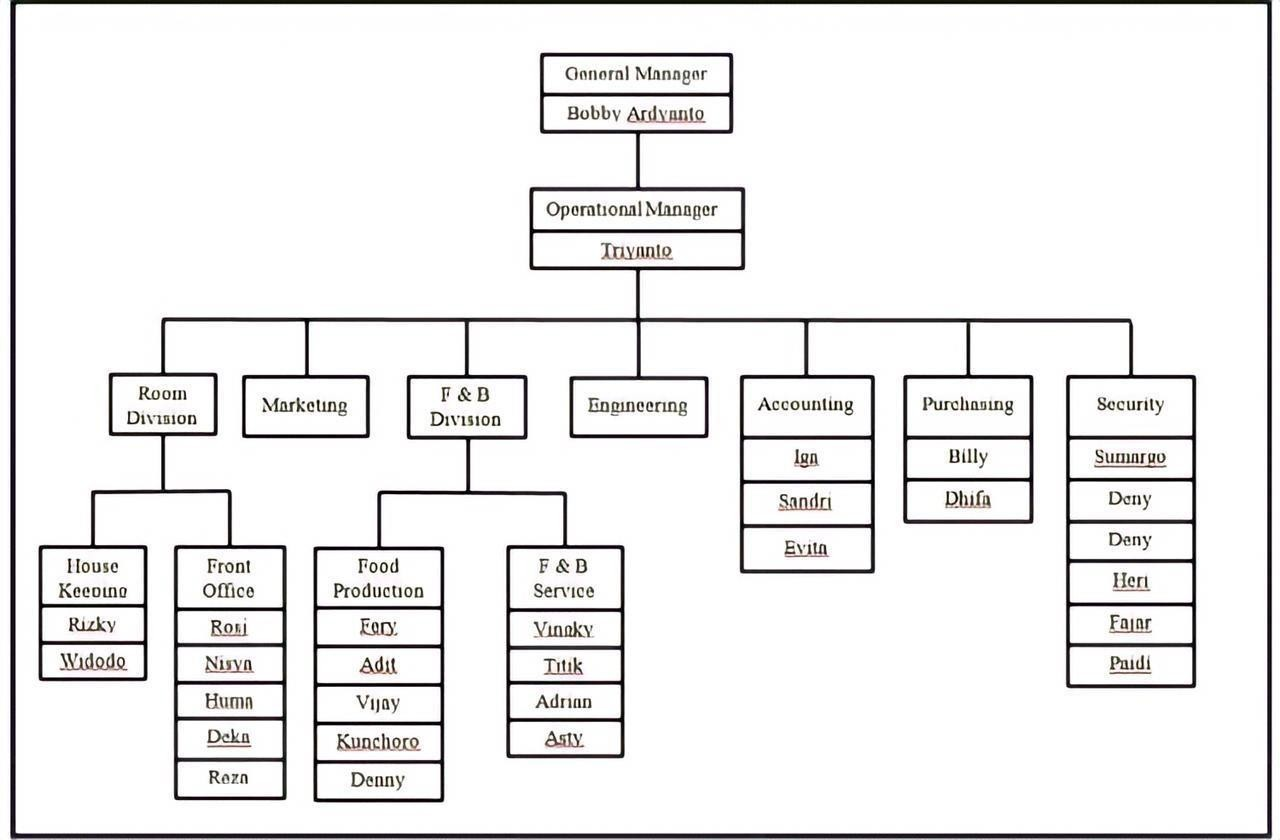 General Manager
Bobby Ardyanto
Operational Manager
Triyanto
Room
Division
Marketing
F & B
Division
Engineering
Accounting
Iga
Sandri
Evita
Purchasing
Billy
Dhifa
Security
Sumargo
Deny
Deny
Heri
Fajar
Paidi
House
Keeping
Rizky
Widodo
Front
Office
Rosi
Nisya
Huma
Deka
Reza
Food
Production
Fery
Adit
Vijay
Kunchoro
Denny
F & B
Service
Titik
Adrian
Asty